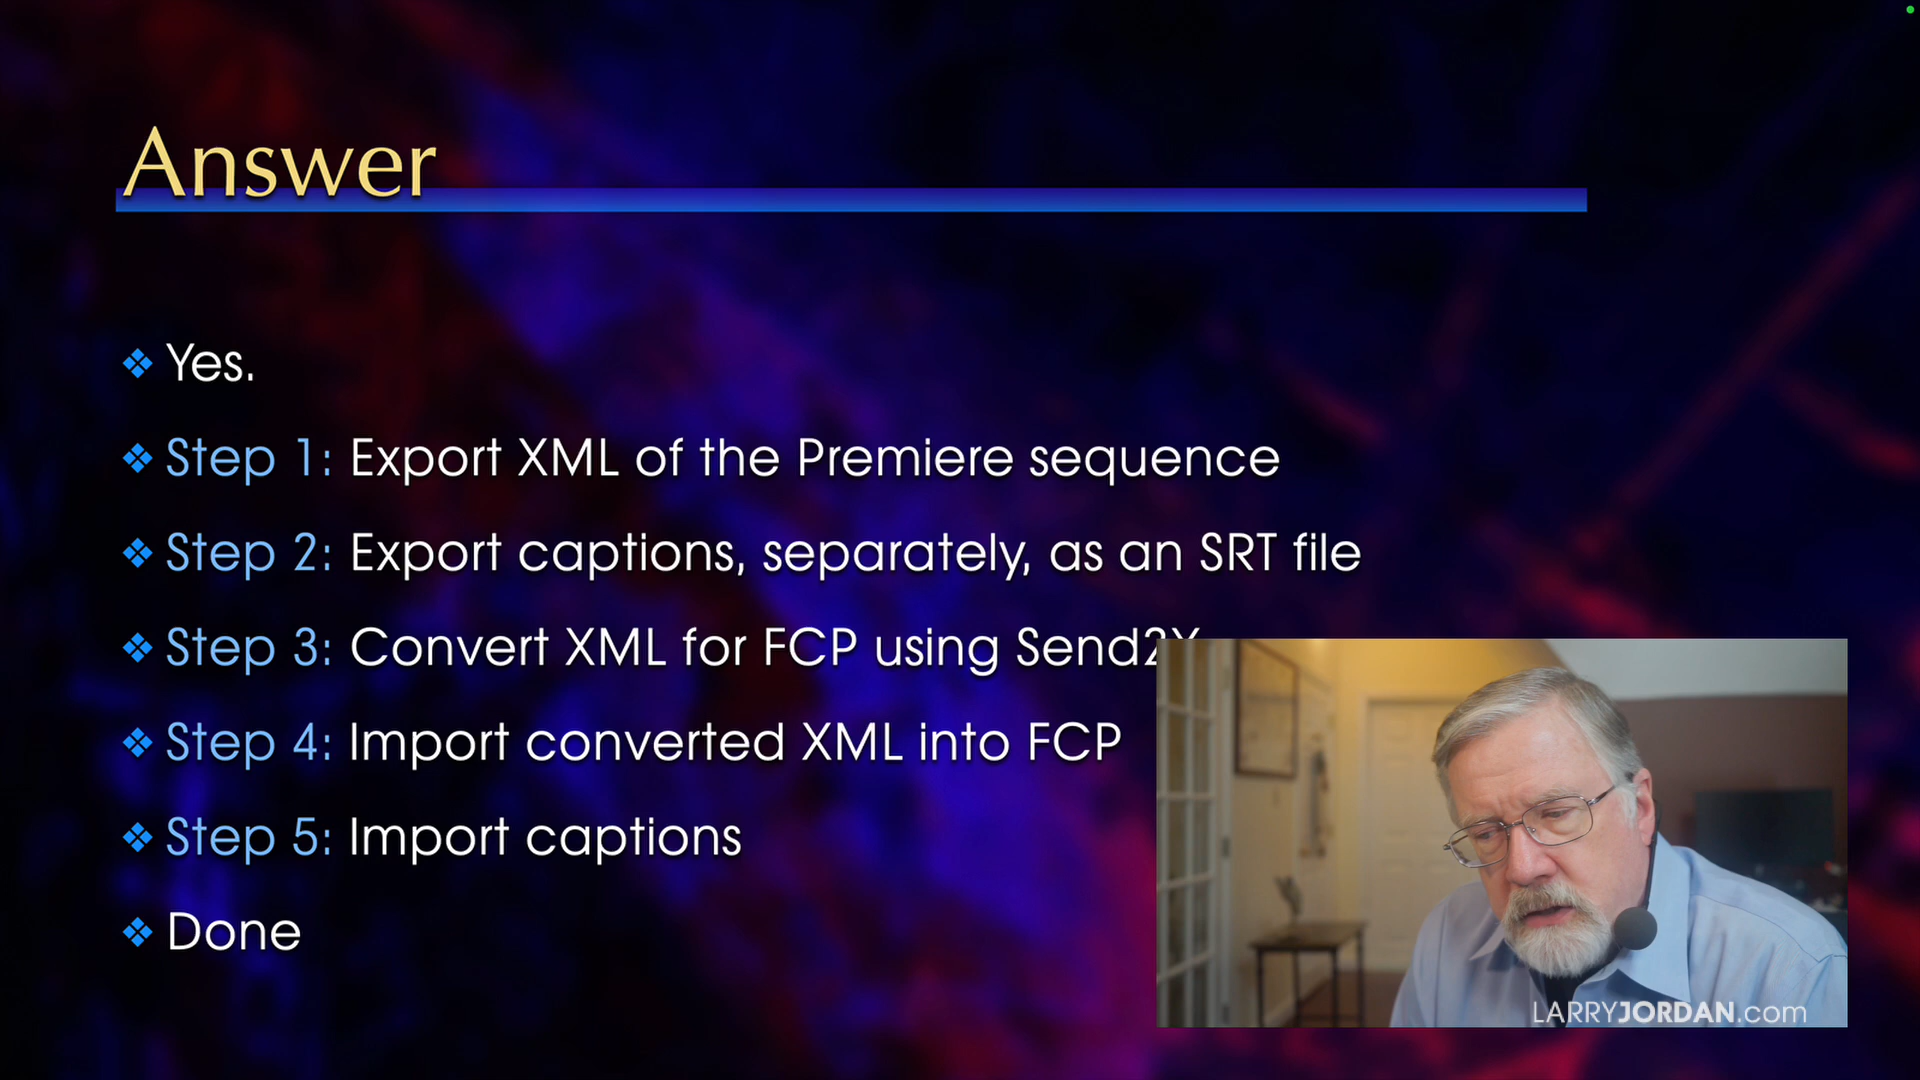 Answer
Yes.
Step 1: Export XML of the Premiere sequence
Step 2: Export captions, separately, as an SRT file
Step 3: Convert XML for FCP using Send2X
Step 4: Import converted XML into FCP
Step 5: Import captions
Done
LARRYJORDAN.com